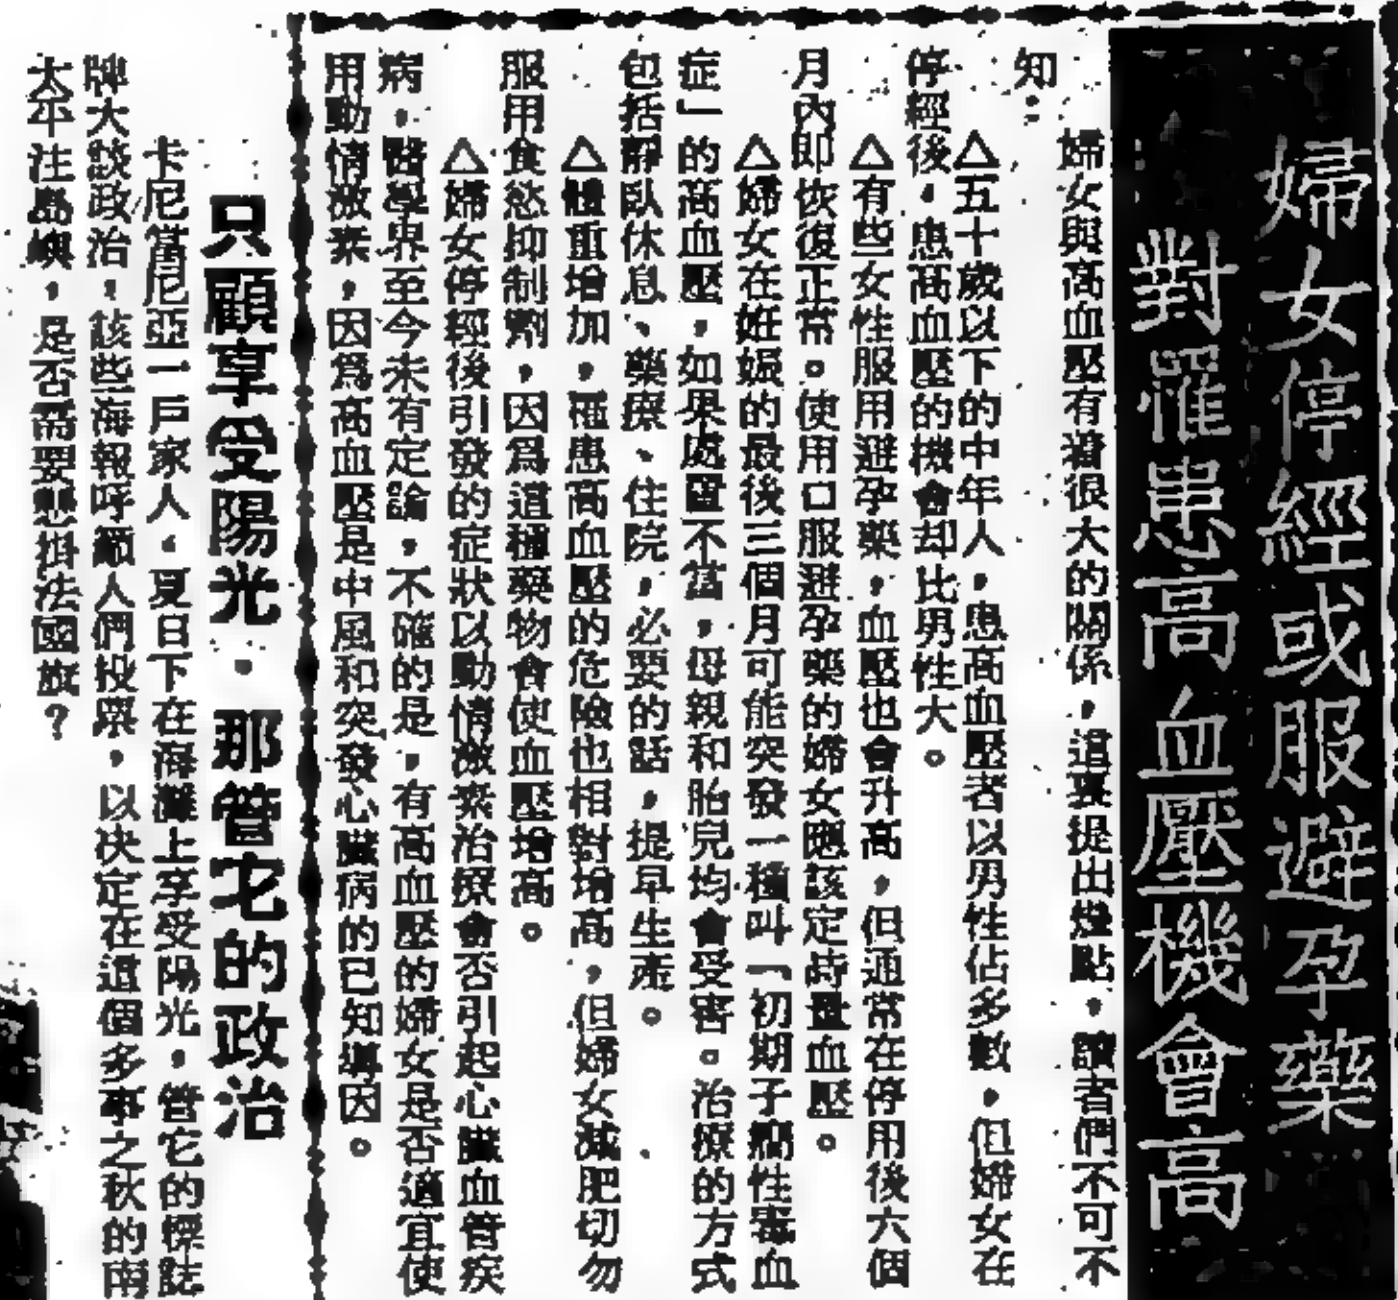 婦女停經或服避孕藥
對罹患高血壓機會高
婦女與高血壓有着很大的關係，這裏提出幾點，讀者們不可不
知：
△五十歲以下的中年人，患高血壓者以男性佔多數，但婦女在
停經後，患高血壓的機會却比男性大。
△有些女性服用避孕藥，血壓也會升高，但通常在停用後六個
月內即恢復正常。使用口服避孕藥的婦女應該定時量血壓。
△婦女在妊娠的最後三個月可能突發一種叫「初期子癇性毒血
症」的高血壓，如果處置不當，母親和胎兒均會受害。治療的方式
包括靜臥休息、藥療、住院，必要的話，提早生產。
△體重增加，罹患高血壓的危險也相對增高，但婦女減肥切勿
服用食慾抑制劑，因爲這種藥物會使血壓增高。
△婦女停經後引發的症狀以動情激素治療會否引起心臟血管疾
病，醫學界至今未有定論，不確的是，有高血壓的婦女是否適宜使
用動情激素，因爲高血壓是中風和突發心臟病的已知導因。
只顧享受陽光．那管它的政治
卡尼當尼亞一戶家人，夏日下在海灘上享受陽光，管它的標誌
牌大談政治，該些海報呼籲人們投票，以決定在這個多事之秋的南
太平洋島嶼，是否需要懸掛法國旗？